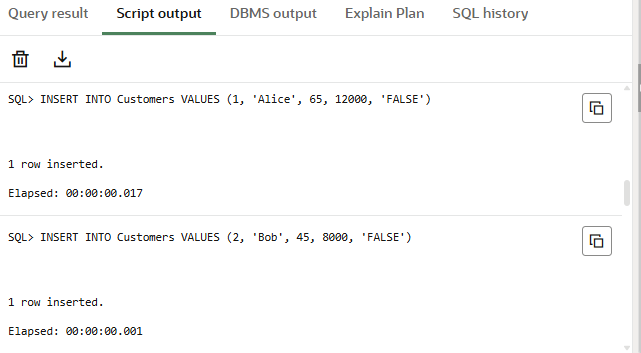 Query result Script output DBMS output Explain Plan SQL history
SQL> INSERT INTO Customers VALUES (1, 'Alice', 65, 12000, 'FALSE')
1 row inserted.
Elapsed: 00:00:00.017
SQL> INSERT INTO Customers VALUES (2, 'Bob', 45, 8000, 'FALSE')
1 row inserted.
Elapsed: 00:00:00.001